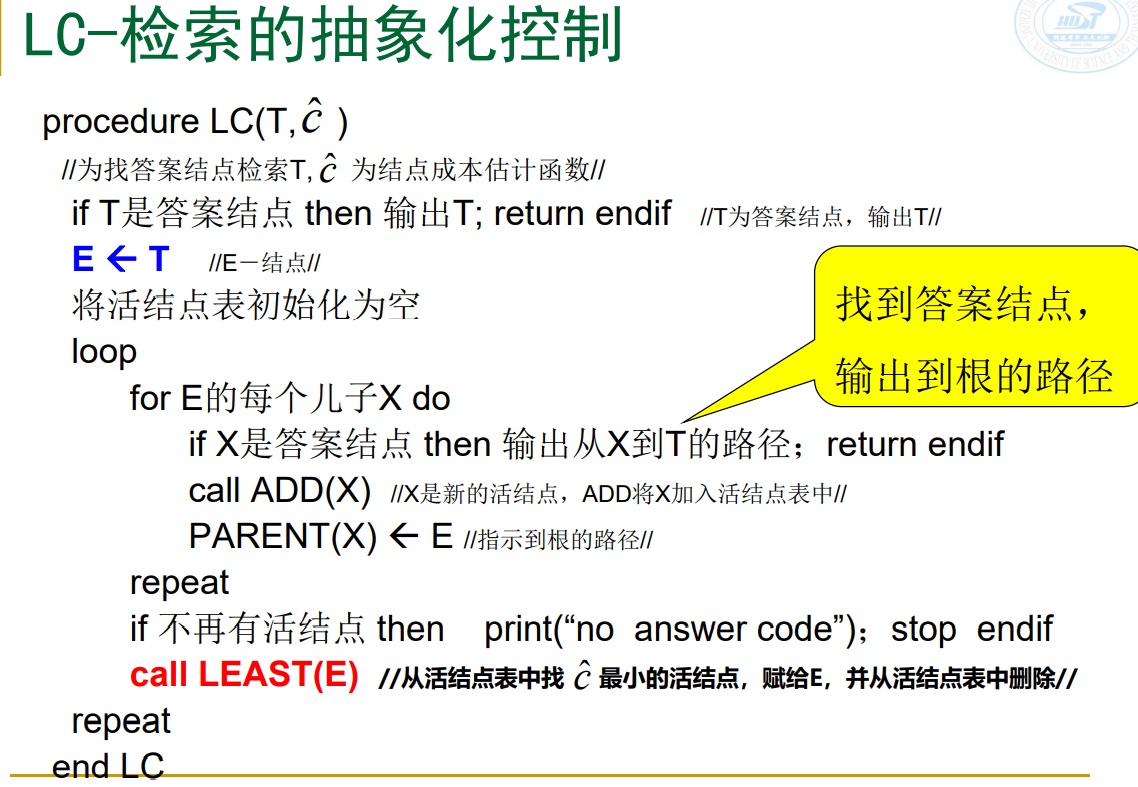 LC-检索的抽象化控制
procedure LC(T, ĉ )
//为找答案结点检索T, ĉ 为结点成本估计函数//
if T是答案结点 then 输出T; return endif //T为答案结点，输出T//
E ← T //E－结点//
将活结点表初始化为空
loop
for E的每个儿子X do
if X是答案结点 then 输出从X到T的路径；return endif
call ADD(X) //X是新的活结点，ADD将X加入活结点表中//
PARENT(X) ← E //指示到根的路径//
repeat
if 不再有活结点 then print(“no answer code”)；stop endif
call LEAST(E) //从活结点表中找 ĉ 最小的活结点，赋给E，并从活结点表中删除//
repeat
end LC
找到答案结点，
输出到根的路径